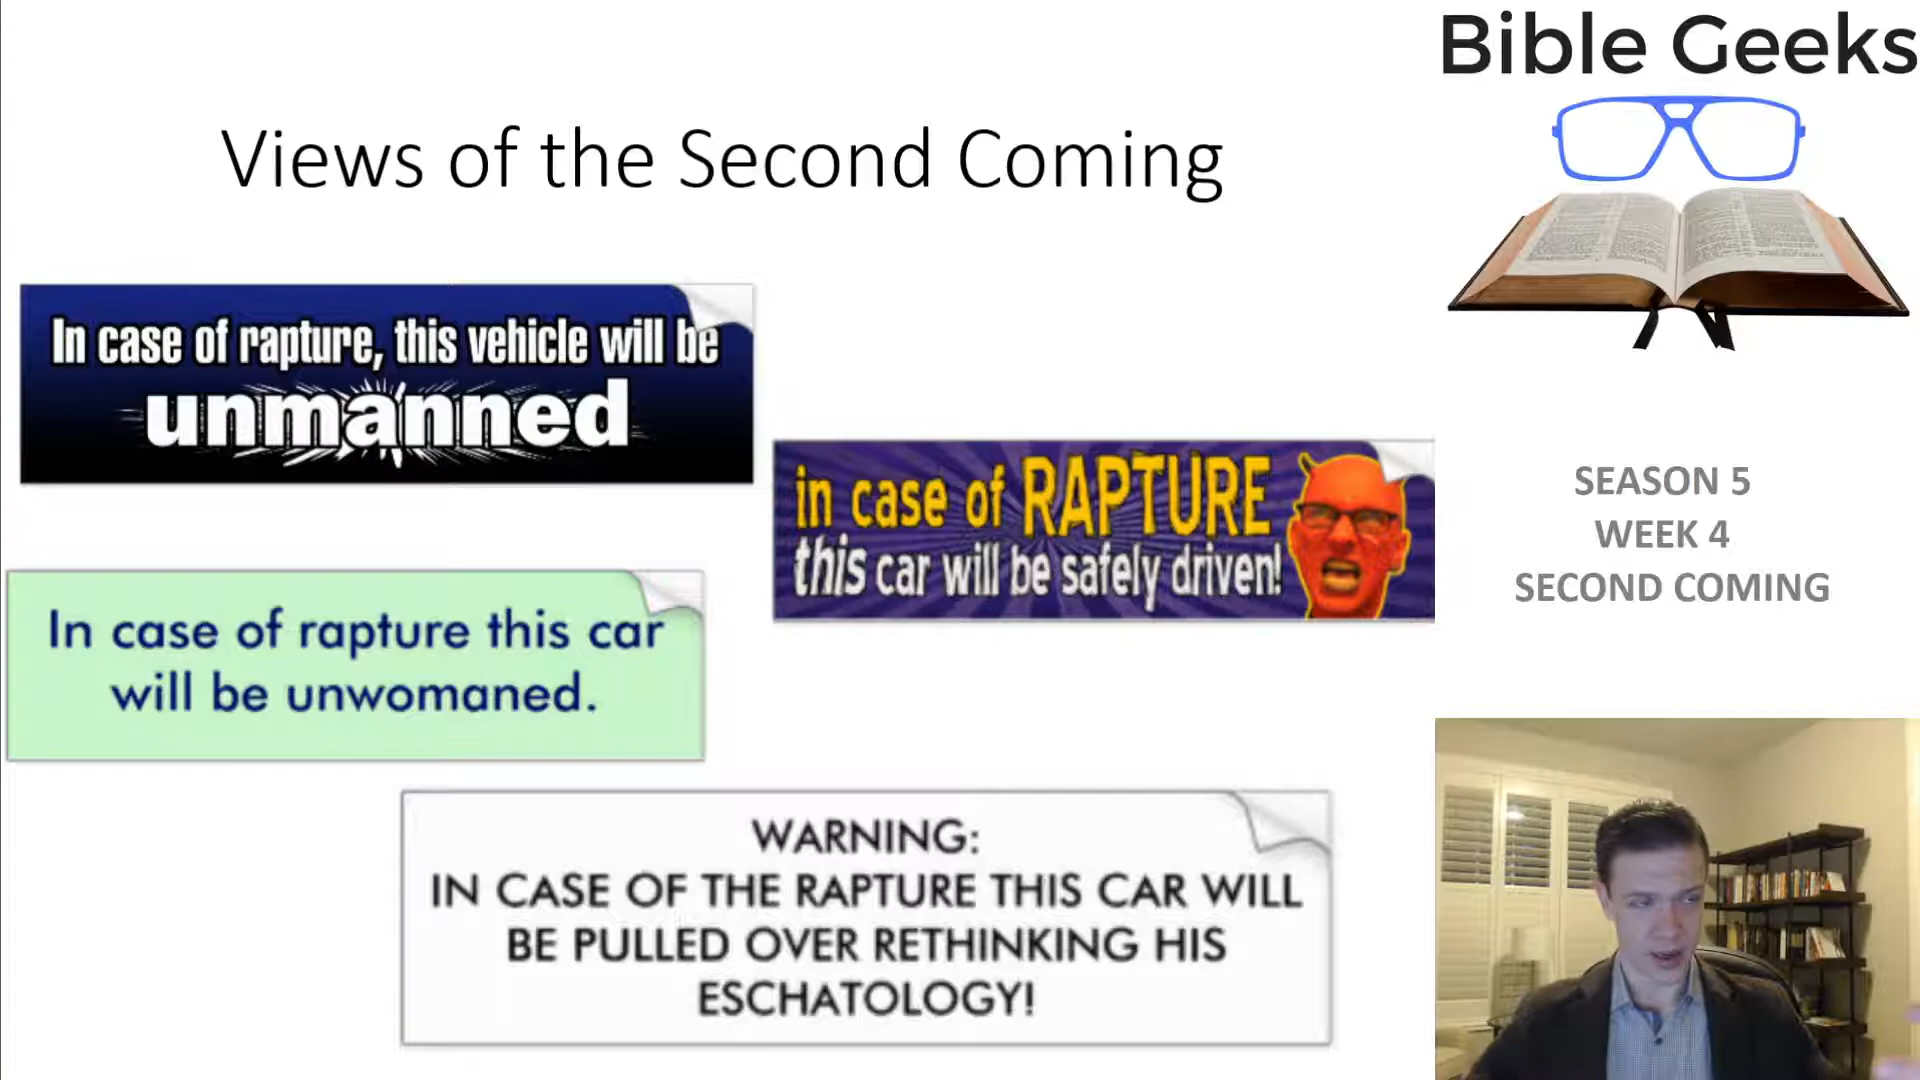 Bible Geeks
Views of the Second Coming
In case of rapture, this vehicle will be
unmanned
in case of RAPTURE
this car will be safely driven!
In case of rapture this car
will be unwomaned.
WARNING:
IN CASE OF THE RAPTURE THIS CAR WILL
BE PULLED OVER RETHINKING HIS
ESCHATOLOGY!
SEASON 5
WEEK 4
SECOND COMING